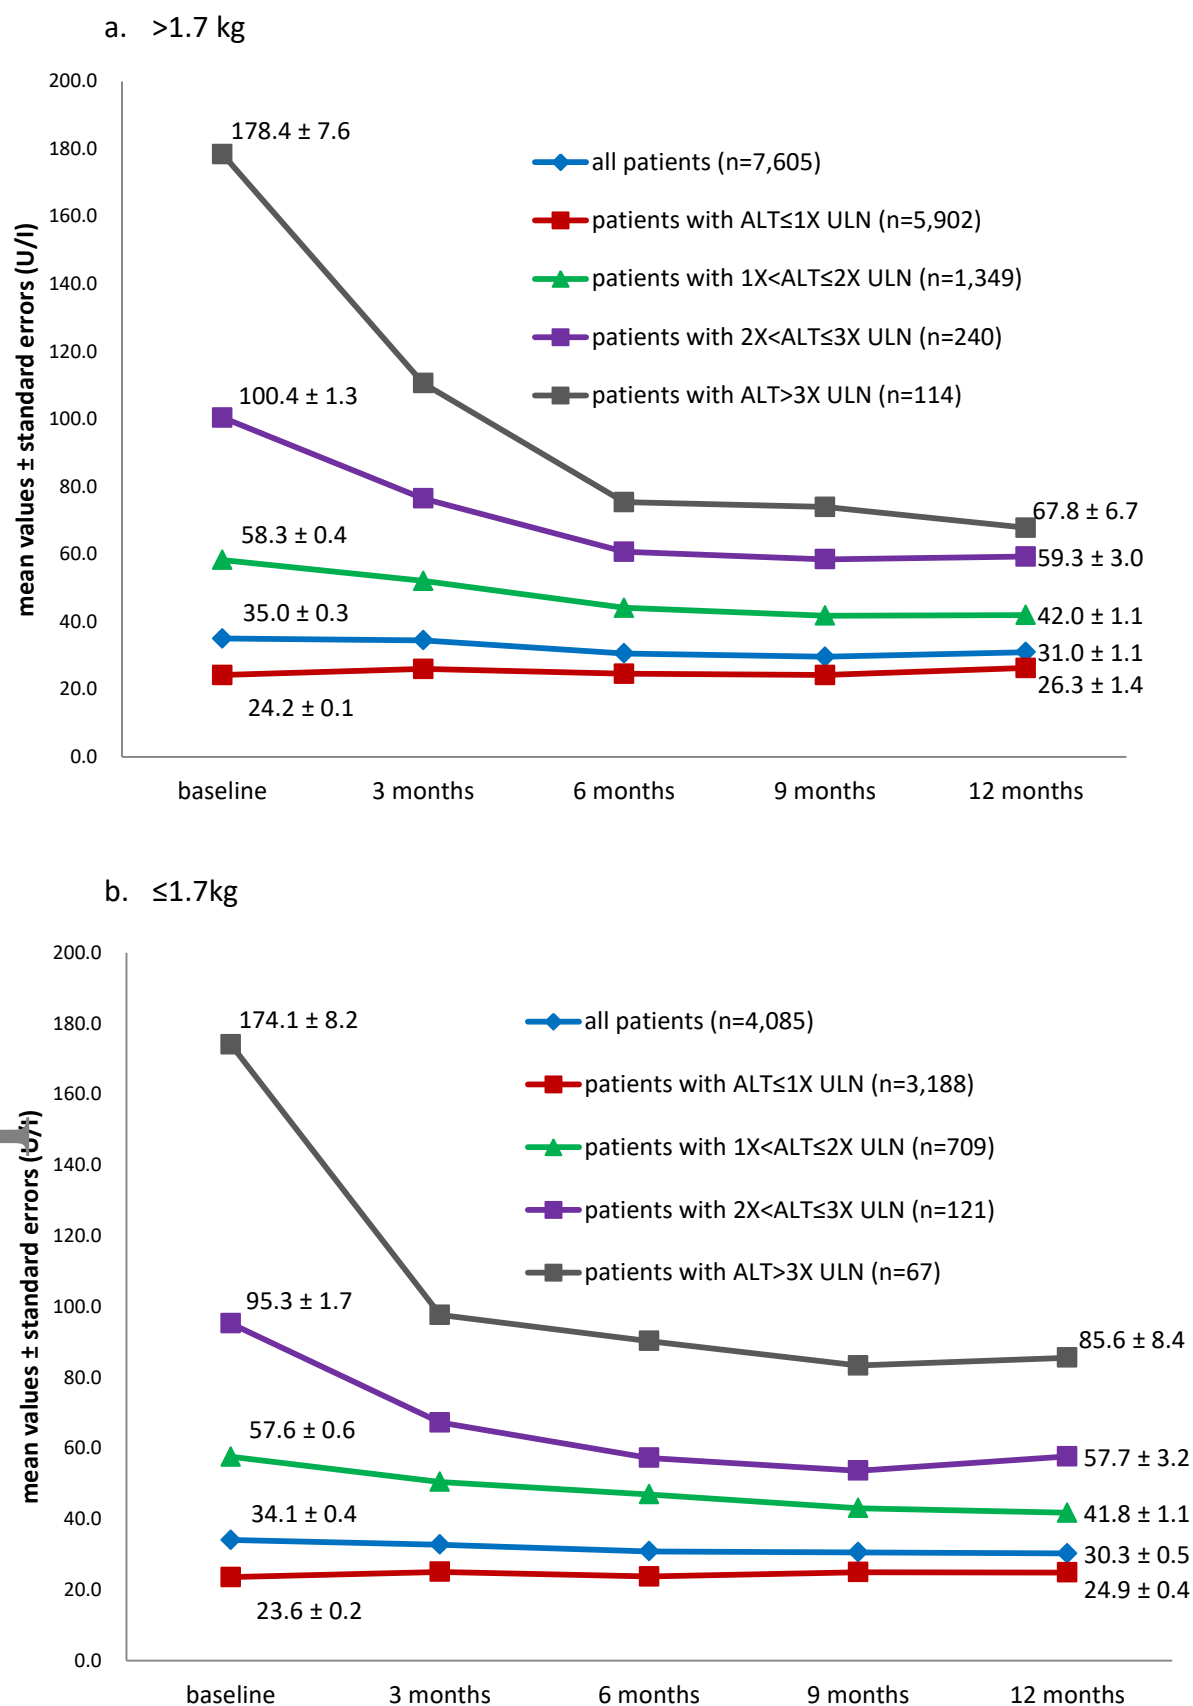 a. >1.7 kg
mean values ± standard errors (U/l)
200.0
180.0
160.0
140.0
120.0
100.0
80.0
60.0
40.0
20.0
0.0
178.4 ± 7.6
100.4 ± 1.3
58.3 ± 0.4
35.0 ± 0.3
24.2 ± 0.1
all patients (n=7,605)
patients with ALT≤1X ULN (n=5,902)
patients with 1X<ALT≤2X ULN (n=1,349)
patients with 2X<ALT≤3X ULN (n=240)
patients with ALT>3X ULN (n=114)
67.8 ± 6.7
59.3 ± 3.0
42.0 ± 1.1
31.0 ± 1.1
26.3 ± 1.4
baseline 3 months 6 months 9 months 12 months
b. ≤1.7kg
mean values ± standard errors (U/l)
200.0
180.0
160.0
140.0
120.0
100.0
80.0
60.0
40.0
20.0
0.0
174.1 ± 8.2
95.3 ± 1.7
57.6 ± 0.6
34.1 ± 0.4
23.6 ± 0.2
all patients (n=4,085)
patients with ALT≤1X ULN (n=3,188)
patients with 1X<ALT≤2X ULN (n=709)
patients with 2X<ALT≤3X ULN (n=121)
patients with ALT>3X ULN (n=67)
85.6 ± 8.4
57.7 ± 3.2
41.8 ± 1.1
30.3 ± 0.5
24.9 ± 0.4
baseline 3 months 6 months 9 months 12 months